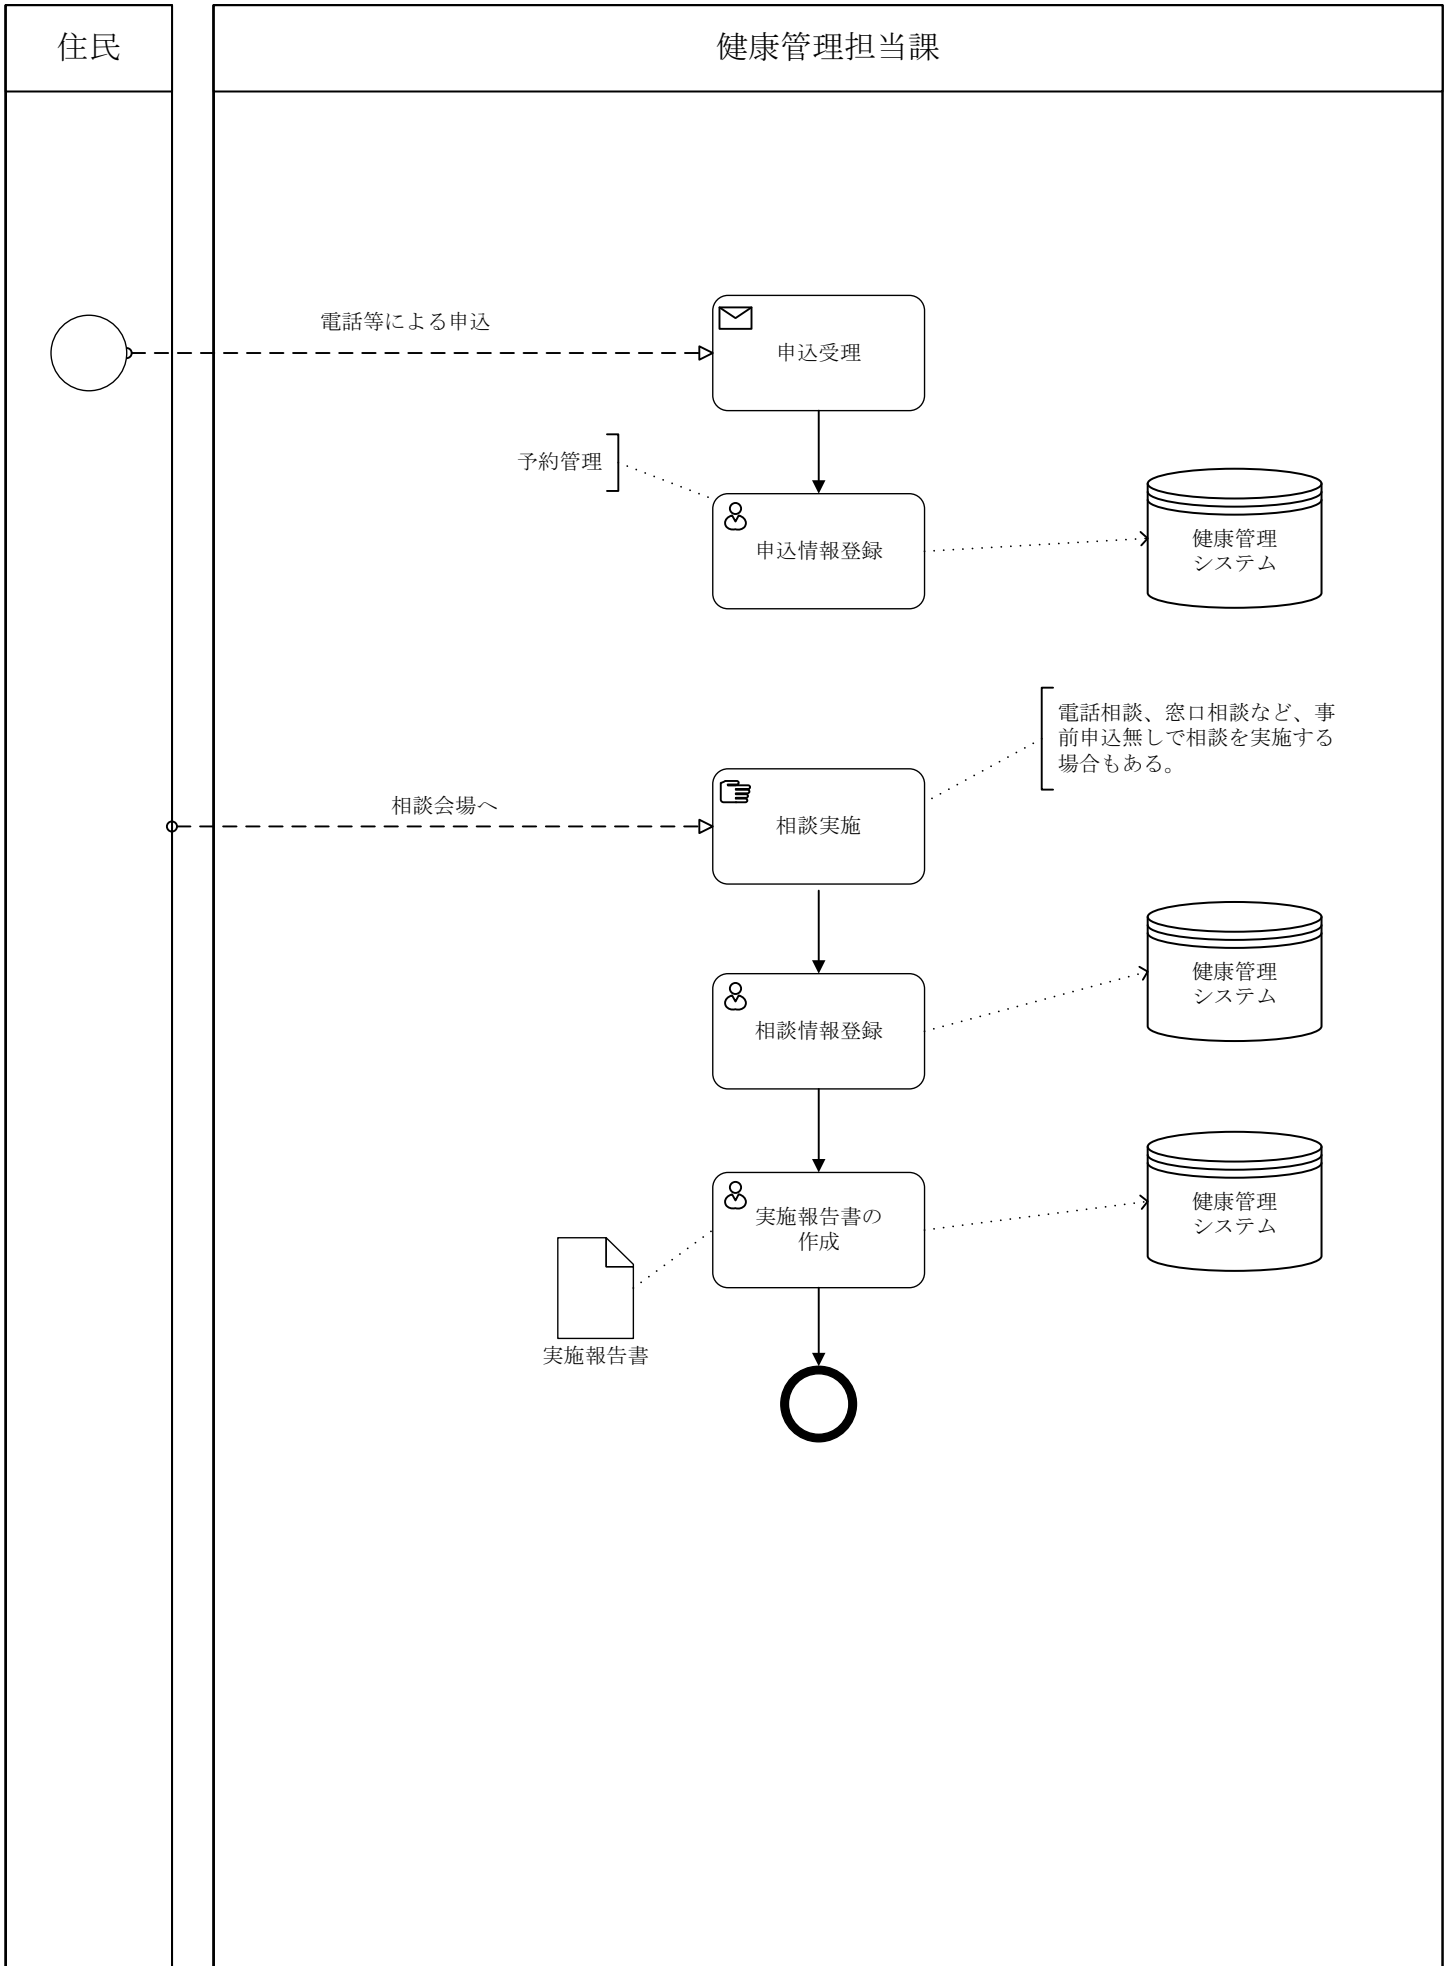 住民
健康管理担当課
電話等による申込
申込受理
予約管理
申込情報登録
健康管理
システム
電話相談、窓口相談など、事
前申込無しで相談を実施する
場合もある。
相談会場へ
相談実施
健康管理
システム
相談情報登録
健康管理
システム
実施報告書の
作成
実施報告書